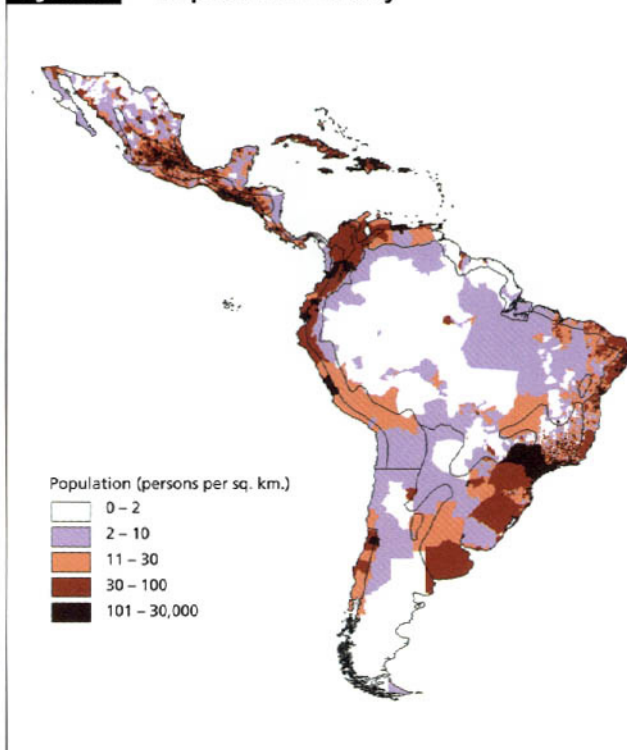 Population (persons per sq. km.)
0 – 2
2 – 10
11 – 30
30 – 100
101 – 30,000